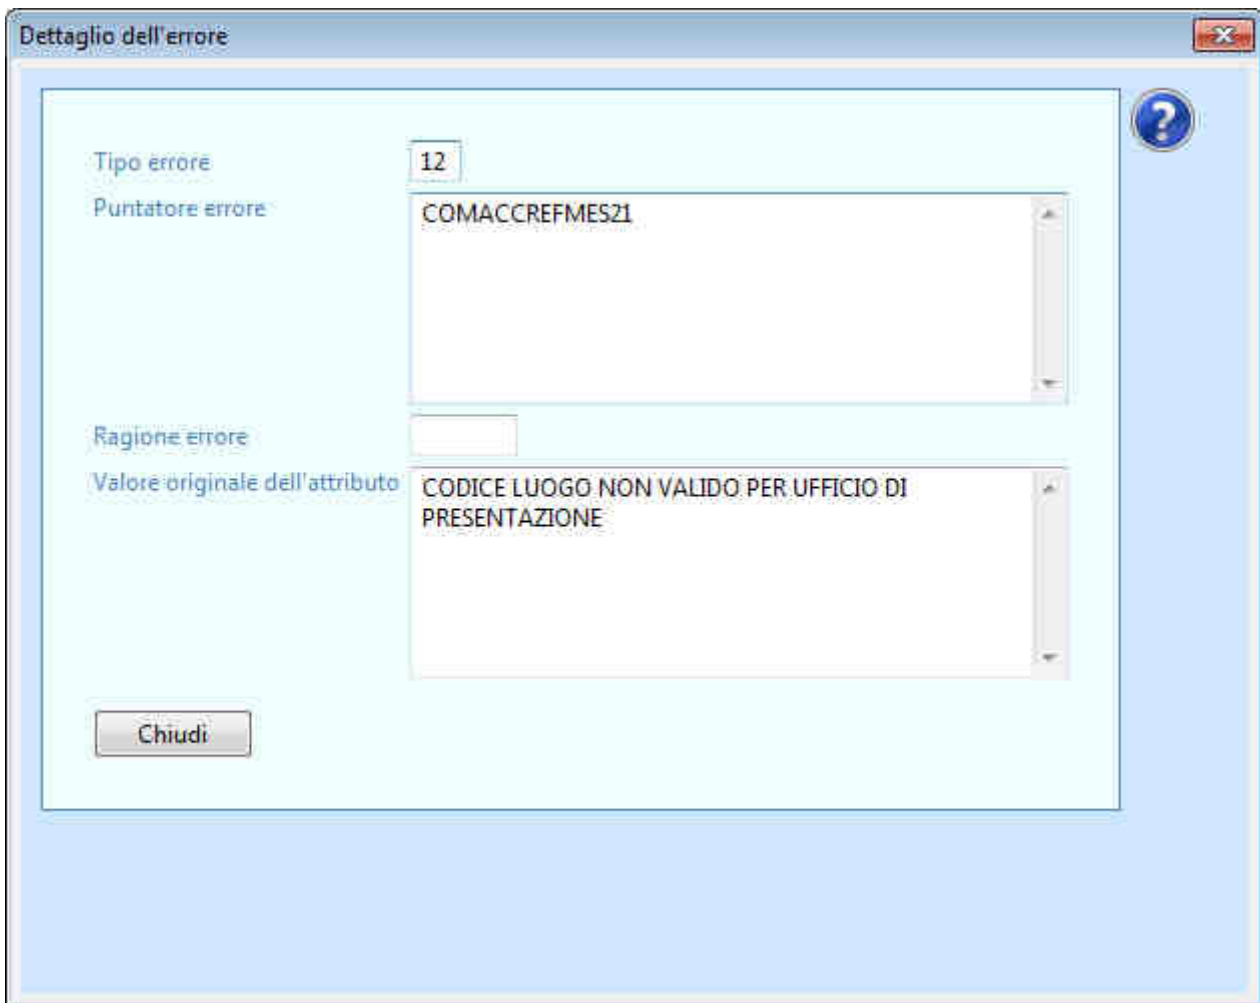 Dettaglio dell'errore
Tipo errore
12
Puntatore errore
COMACCREFMES21
Ragione errore
Valore originale dell'attributo
CODICE LUOGO NON VALIDO PER UFFICIO DI
PRESENTAZIONE
Chiudi
?